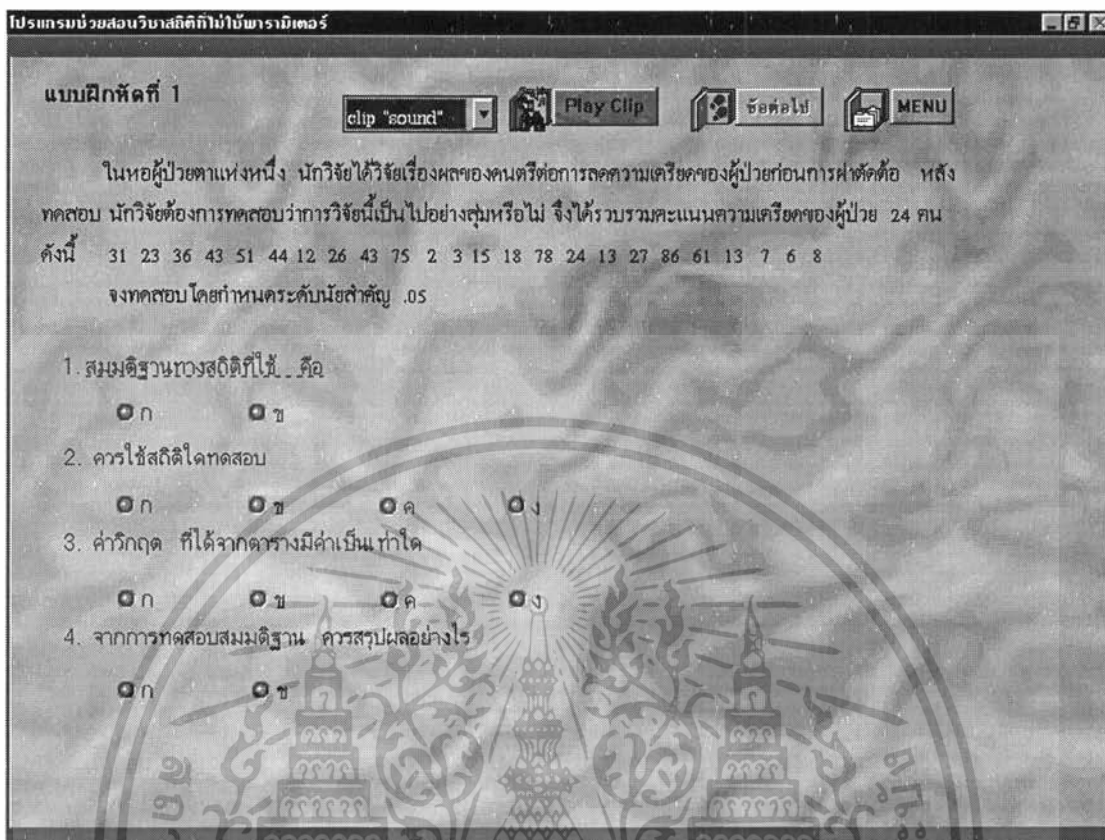 โปรแกรมช่วยสอนวิชาสถิติที่ไม่ใช้พารามิเตอร์
แบบฝึกหัดที่ 1
clip "sound" Play Clip ข้อต่อไป MENU
ในหอผู้ป่วยตาแห่งหนึ่ง นักวิจัยได้วิจัยเรื่องผลของดนตรีต่อการลดความเครียดของผู้ป่วยก่อนการผ่าตัดต้อ หลัง
ทดสอบ นักวิจัยต้องการทดสอบว่าการวิจัยนี้เป็นไปอย่างสุ่มหรือไม่ จึงได้รวบรวมคะแนนความเครียดของผู้ป่วย 24 คน
ดังนี้ 31 23 36 43 51 44 12 26 43 75 2 3 15 18 78 24 13 27 86 61 13 7 6 8
จงทดสอบโดยกำหนดระดับนัยสำคัญ .05
1. สมมติฐานทางสถิติที่ใช้...คือ
ก ข
2. ควรใช้สถิติใดทดสอบ
ก ข ค ง
3. ค่าวิกฤต ที่ได้จากตารางมีค่าเป็นเท่าใด
ก ข ค ง
4. จากการทดสอบสมมติฐาน ควรสรุปผลอย่างไร
ก ข